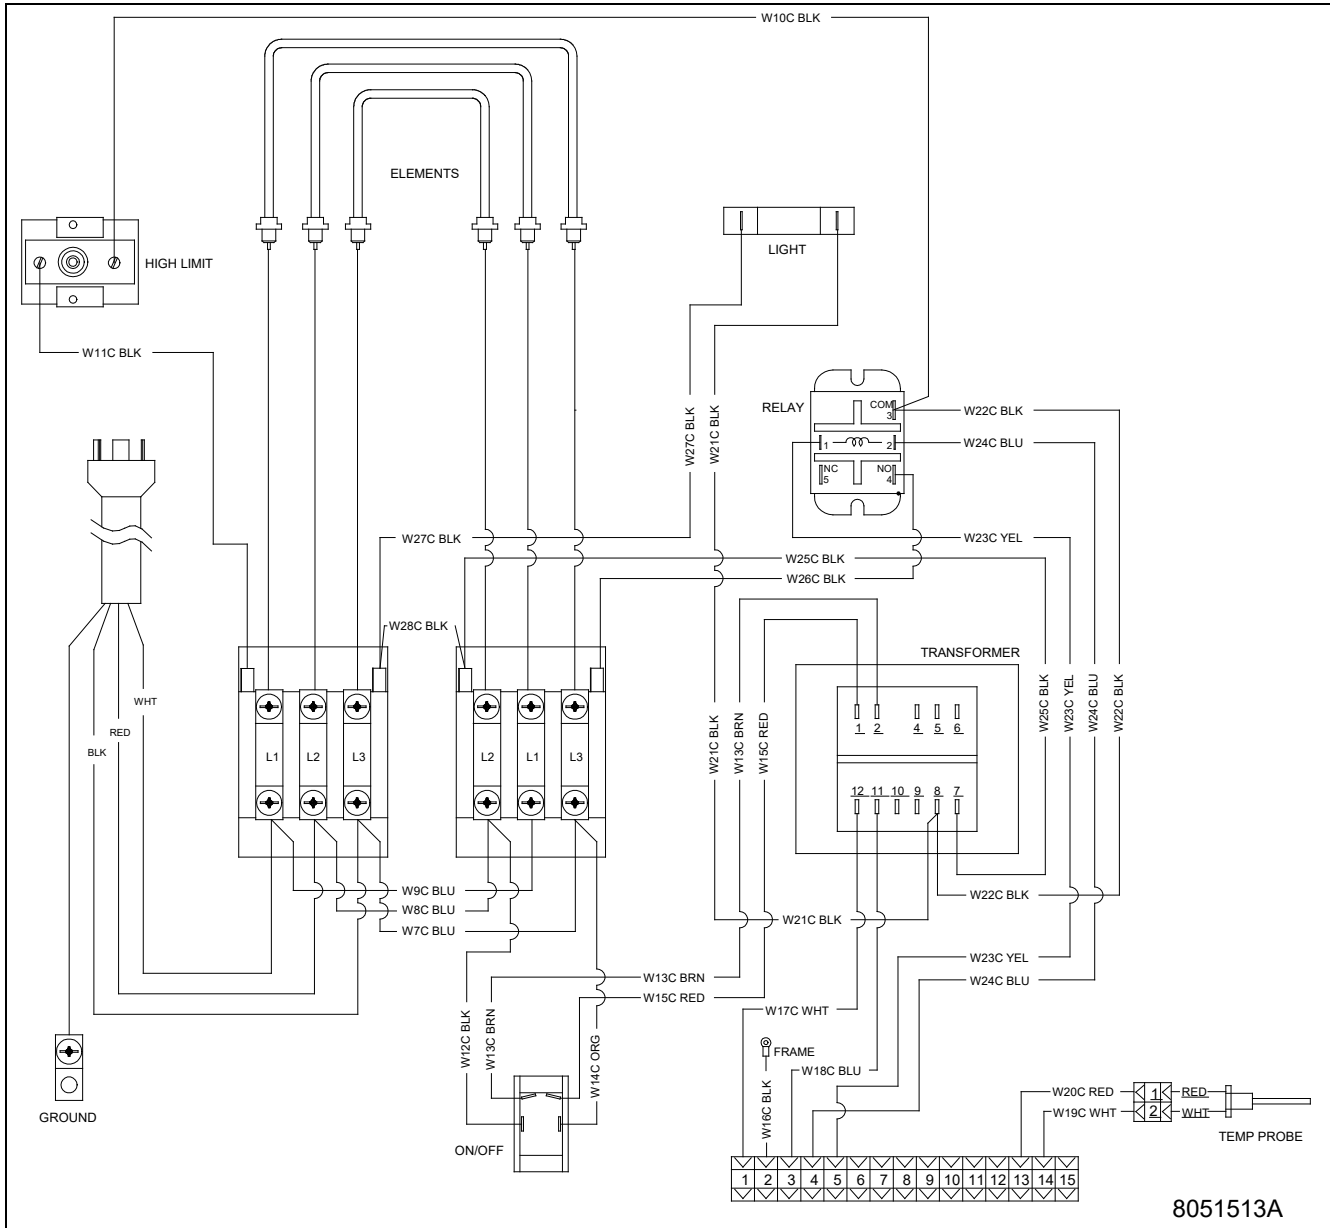 W10C BLK
ELEMENTS
HIGH LIMIT
LIGHT
W11C BLK
W27C BLK
W21C BLK
RELAY
COM
3
1
2
NC
5
NO
4
W22C BLK
W24C BLU
W23C YEL
W27C BLK
W25C BLK
W26C BLK
W28C BLK
TRANSFORMER
WHT
RED
BLK
L1
L2
L3
L2
L1
L3
W21C BLK
W13C BRN
W15C RED
W25C BLK
W23C YEL
W24C BLU
W22C BLK
1
2
4
5
6
12
11
10
9
8
7
W9C BLU
W8C BLU
W7C BLU
W22C BLK
W21C BLK
W23C YEL
W24C BLU
W13C BRN
W15C RED
W17C WHT
W12C BLK
W13C BRN
W14C ORG
FRAME
W18C BLU
W16C BLK
GROUND
ON/OFF
W20C RED
W19C WHT
1
2
RED
WHT
TEMP PROBE
1 2 3 4 5 6 7 8 9 10 11 12 13 14 15
8051513A